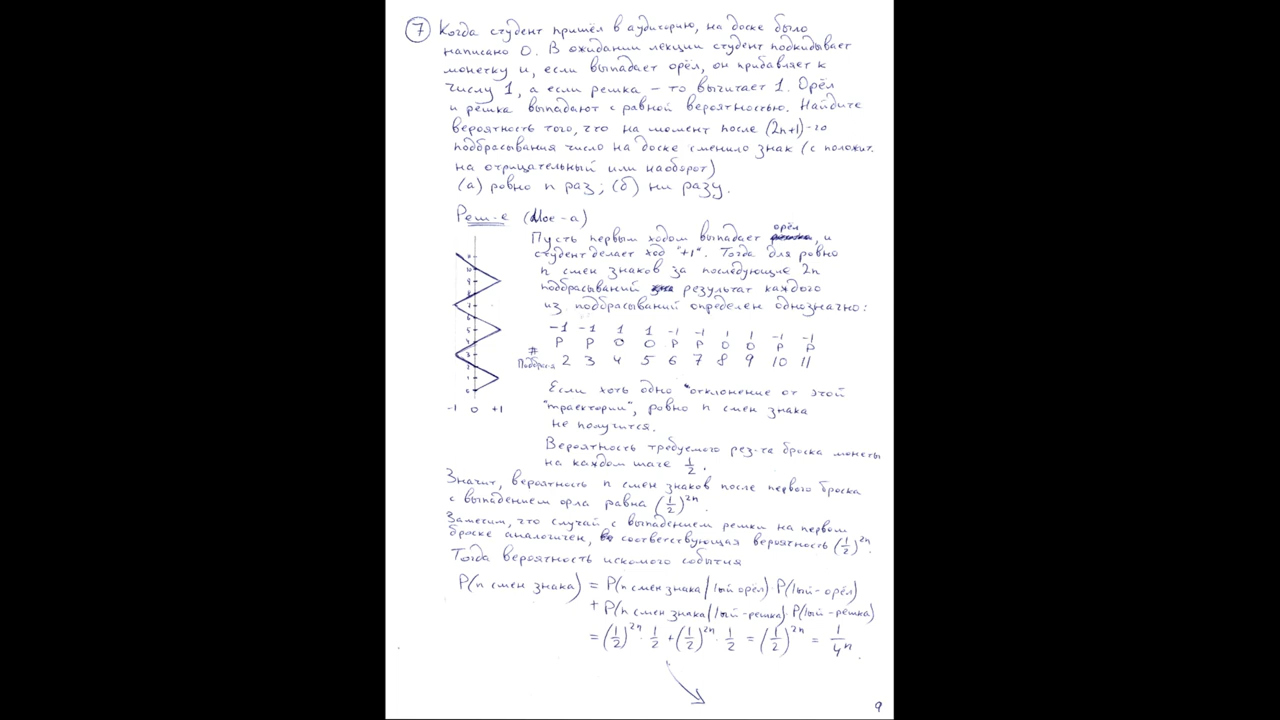 7 Когда студент пришёл в аудиторию, на доске было
написано 0. В ожидании лекции студент подкидывает
монетку и, если выпадает орёл, он прибавляет к
числу 1, а если решка – то вычитает 1. Орёл
и решка выпадают с равной вероятностью. Найдите
вероятность того, что на момент после (2n+1)-го
подбрасывания число на доске сменило знак (с положит.
на отрицательный или наоборот)
(а) ровно n раз; (б) ни разу.
Реш-е (Мое-а)
Пусть первым ходом выпадает орёл, и
студент делает ход "+1". Тогда для ровно
n смен знаков за последующие 2n
подбрасываний результат каждого
из подбрасываний определен однозначно:
-1 -1 1 1 -1 -1 1 1 -1 -1
Р Р О О Р Р О О Р Р
# Подбрас-я 2 3 4 5 6 7 8 9 10 11
-1 0 +1
Если хоть одно отклонение от этой
"траектории", ровно n смен знака
не получится.
Вероятность требуемого рез-та броска монеты
на каждом шаге 1/2.
Значит, вероятность n смен знаков после первого броска
с выпадением орла равна (1/2)^2n.
Заметим, что случай с выпадением решки на первом
броске аналогичен, соответствующая вероятность (1/2)^2n.
Тогда вероятность искомого события
P(n смен знака) = P(n смен знака | 1ый орёл) · P(1ый-орёл)
+ P(n смен знака | 1ый-решка) · P(1ый-решка)
= (1/2)^2n · 1/2 + (1/2)^2n · 1/2 = (1/2)^2n = 1/4^n.
9